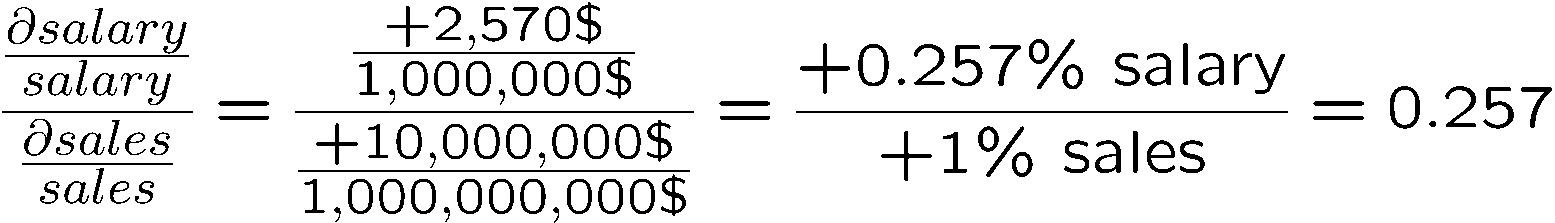 ∂salary / salary / ∂sales / sales = +2,570$ / 1,000,000$ / +10,000,000$ / 1,000,000,000$ = +0.257% salary / +1% sales = 0.257